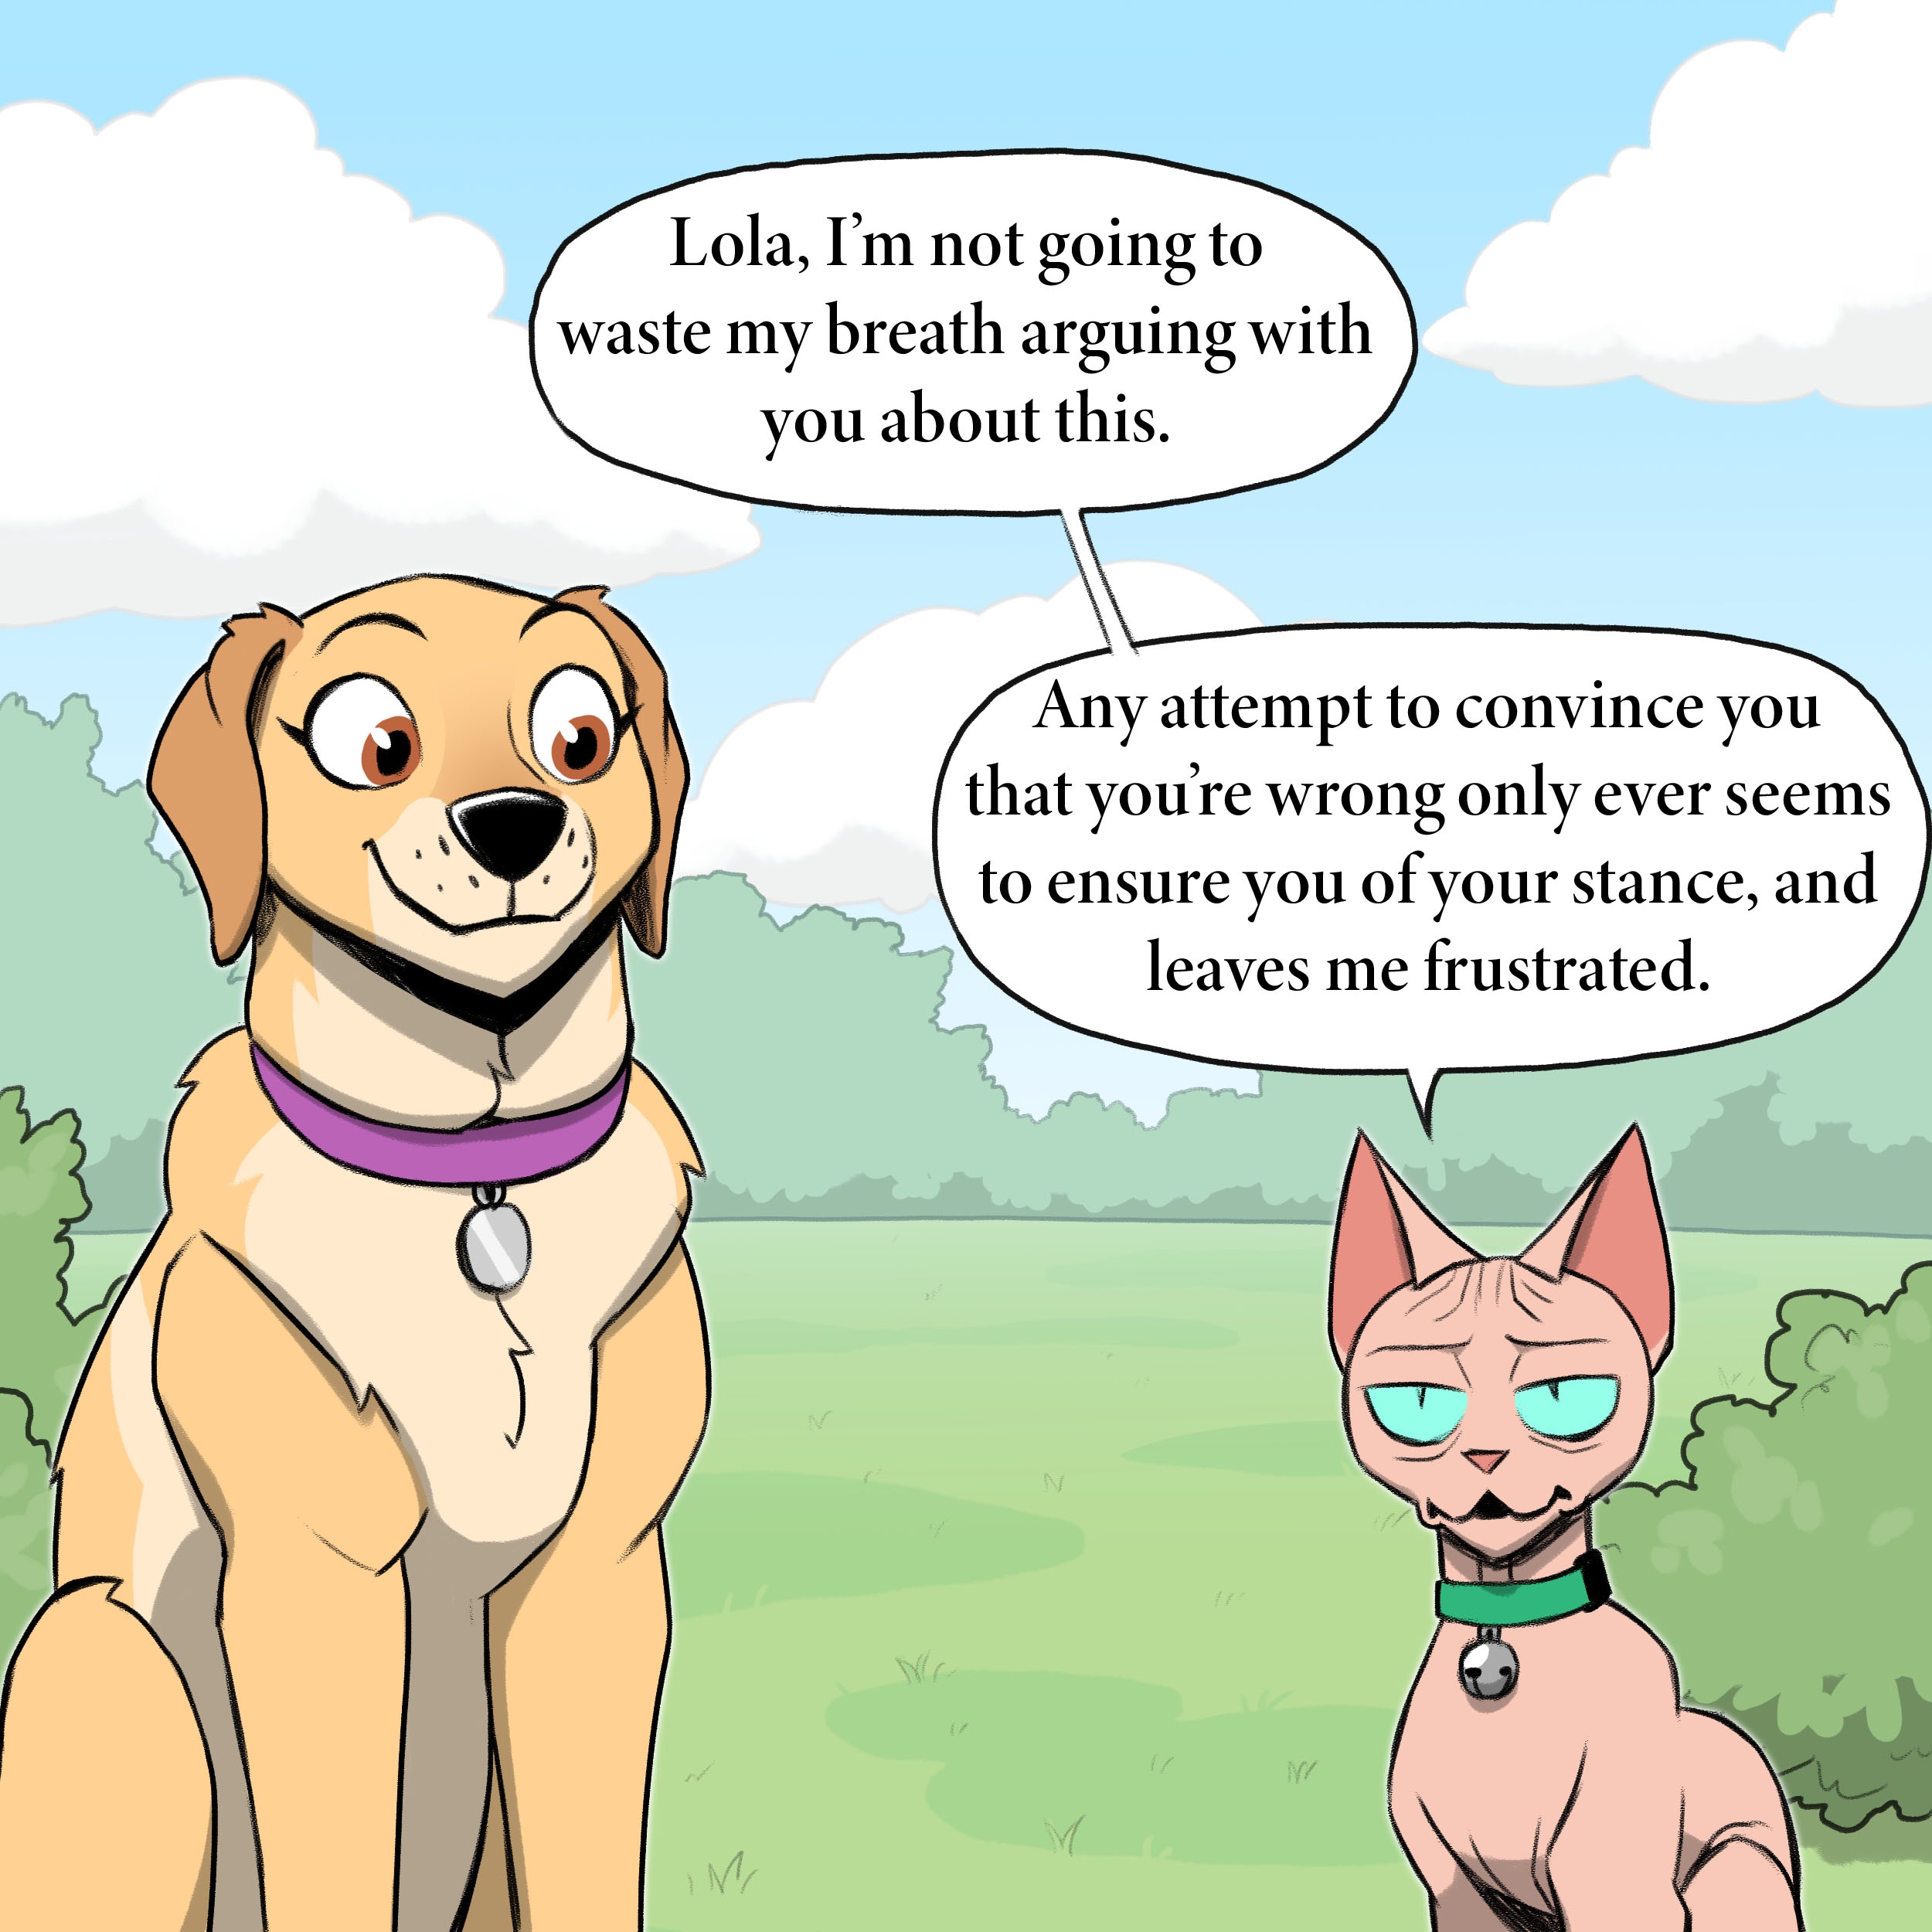 Lola, I’m not going to
waste my breath arguing with
you about this.
Any attempt to convince you
that you’re wrong only ever seems
to ensure you of your stance, and
leaves me frustrated.